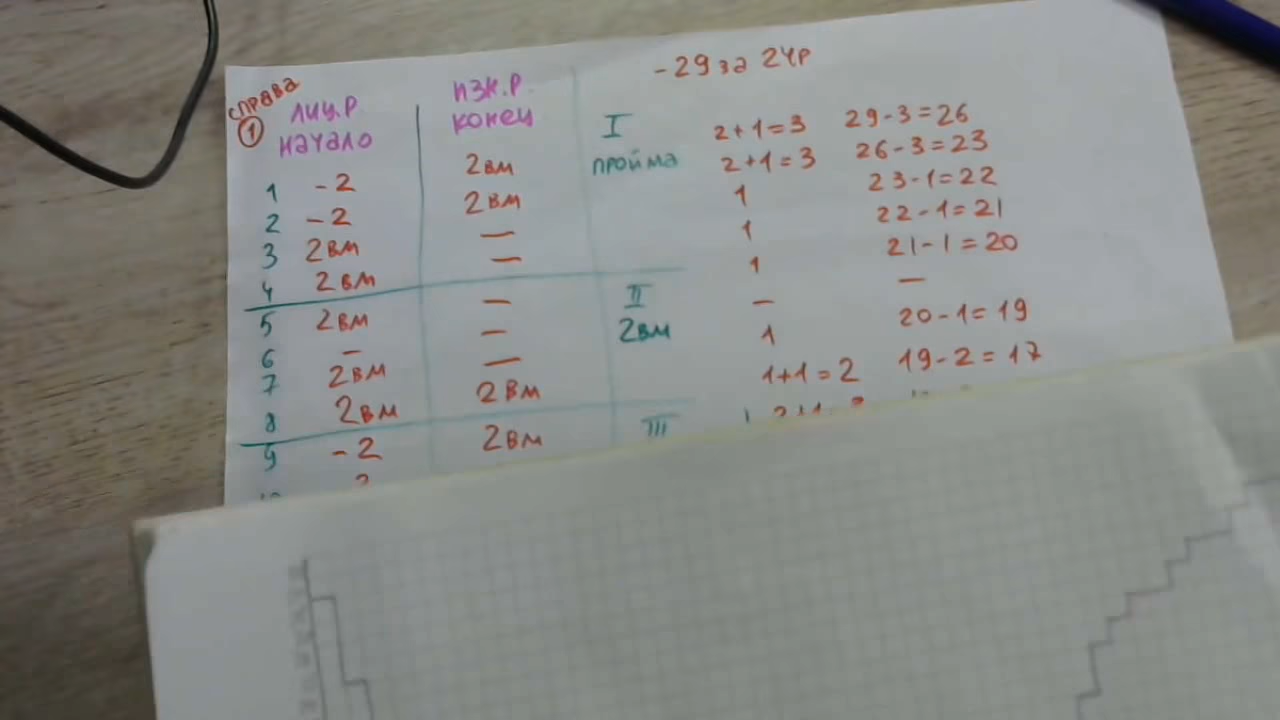 -29 за 24р
справа
1 лиц.р. изн.р.
начало конец I 2+1=3 29-3=26
1 -2 2вм пройма 2+1=3 26-3=23
2 -2 2вм 1 23-1=22
3 2вм — 1 22-1=21
4 2вм — 1 21-1=20
5 2вм — II — —
6 — — 2вм 1 20-1=19
7 2вм — 1+1=2 19-2=17
8 2вм 2вм
9 -2 2вм III